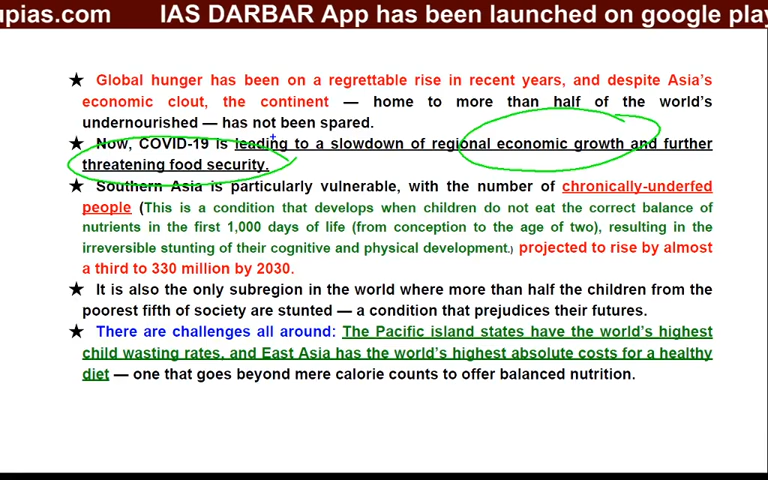 upias.com IAS DARBAR App has been launched on google play
★ Global hunger has been on a regrettable rise in recent years, and despite Asia's
economic clout, the continent — home to more than half of the world's
undernourished — has not been spared.
★ Now, COVID-19 is leading to a slowdown of regional economic growth and further
threatening food security.
★ Southern Asia is particularly vulnerable, with the number of chronically-underfed
people (This is a condition that develops when children do not eat the correct balance of
nutrients in the first 1,000 days of life (from conception to the age of two), resulting in the
irreversible stunting of their cognitive and physical development.) projected to rise by almost
a third to 330 million by 2030.
★ It is also the only subregion in the world where more than half the children from the
poorest fifth of society are stunted — a condition that prejudices their futures.
★ There are challenges all around: The Pacific island states have the world's highest
child wasting rates, and East Asia has the world's highest absolute costs for a healthy
diet — one that goes beyond mere calorie counts to offer balanced nutrition.